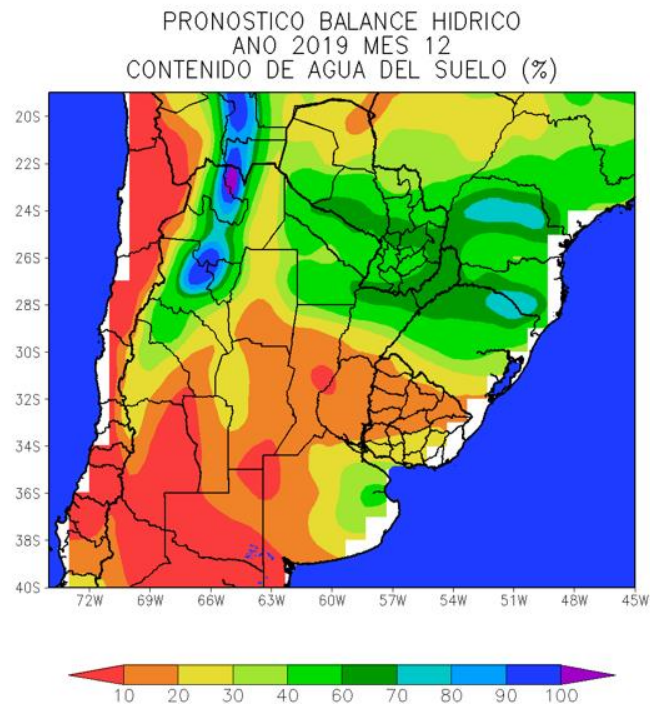 PRONOSTICO BALANCE HIDRICO
ANO 2019 MES 12
CONTENIDO DE AGUA DEL SUELO (%)
20S
22S
24S
26S
28S
30S
32S
34S
36S
38S
40S
72W 69W 66W 63W 60W 57W 54W 51W 48W 45W
10 20 30 40 60 70 80 90 100